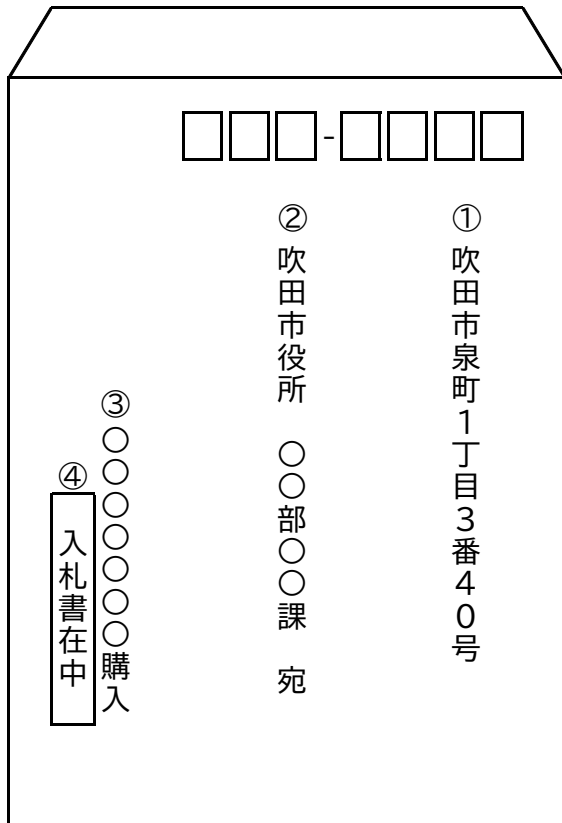 -
①吹田市泉町１丁目３番４０号
②吹田市役所　○○部○○課　宛
③○○○○○○○購入
④
入札書在中